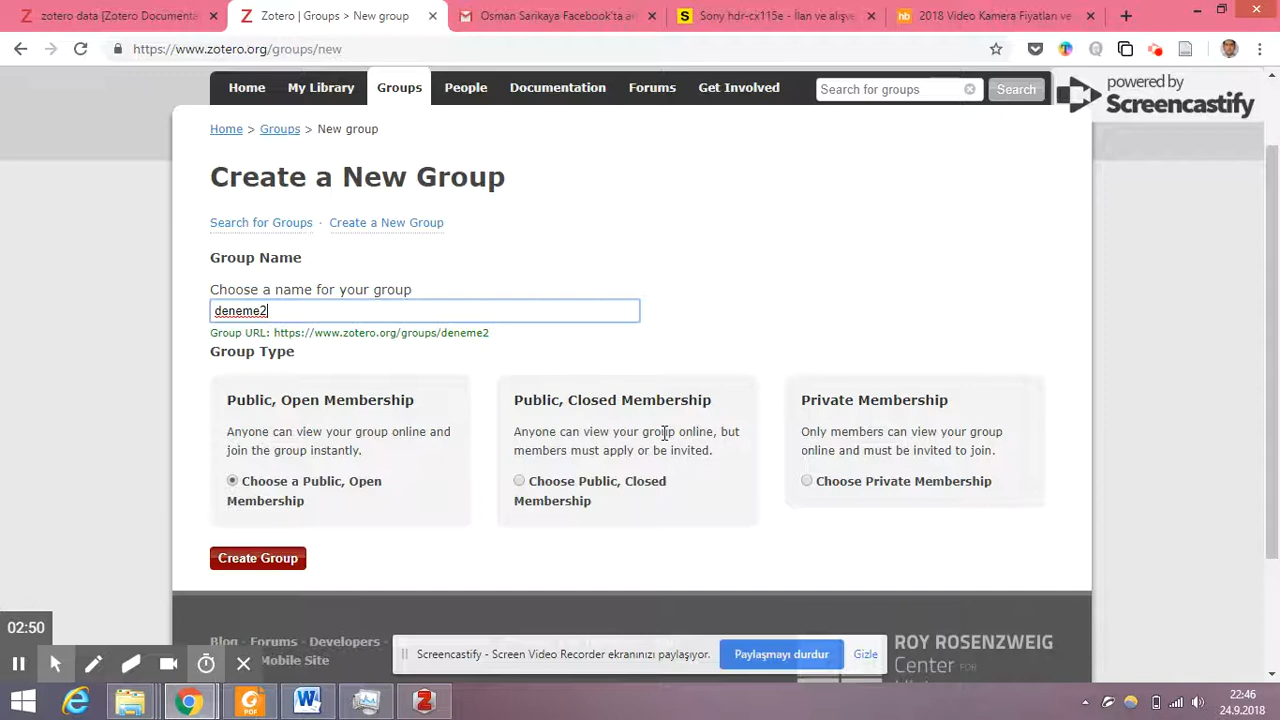 zotero data [Zotero Documenta
Zotero | Groups > New group
Osman Sarikaya Facebook'ta ar
Sony hdr-cx115e - İlan ve alışve
2018 Video Kamera Fiyatları ve
https://www.zotero.org/groups/new
Home
My Library
Groups
People
Documentation
Forums
Get Involved
Search for groups
Search
powered by
Screencastify
Home > Groups > New group
Create a New Group
Search for Groups · Create a New Group
Group Name
Choose a name for your group
deneme2
Group URL: https://www.zotero.org/groups/deneme2
Group Type
Public, Open Membership
Anyone can view your group online and
join the group instantly.
Choose a Public, Open
Membership
Public, Closed Membership
Anyone can view your group online, but
members must apply or be invited.
Choose Public, Closed
Membership
Private Membership
Only members can view your group
online and must be invited to join.
Choose Private Membership
Create Group
02:50
Blog - Forums - Developers -
Mobile Site
Screencastify - Screen Video Recorder ekranınızı paylaşıyor.
Paylaşmayı durdur
Gizle
ROY ROSENZWEIG
Center FOR
PDF
22:46
24.9.2018